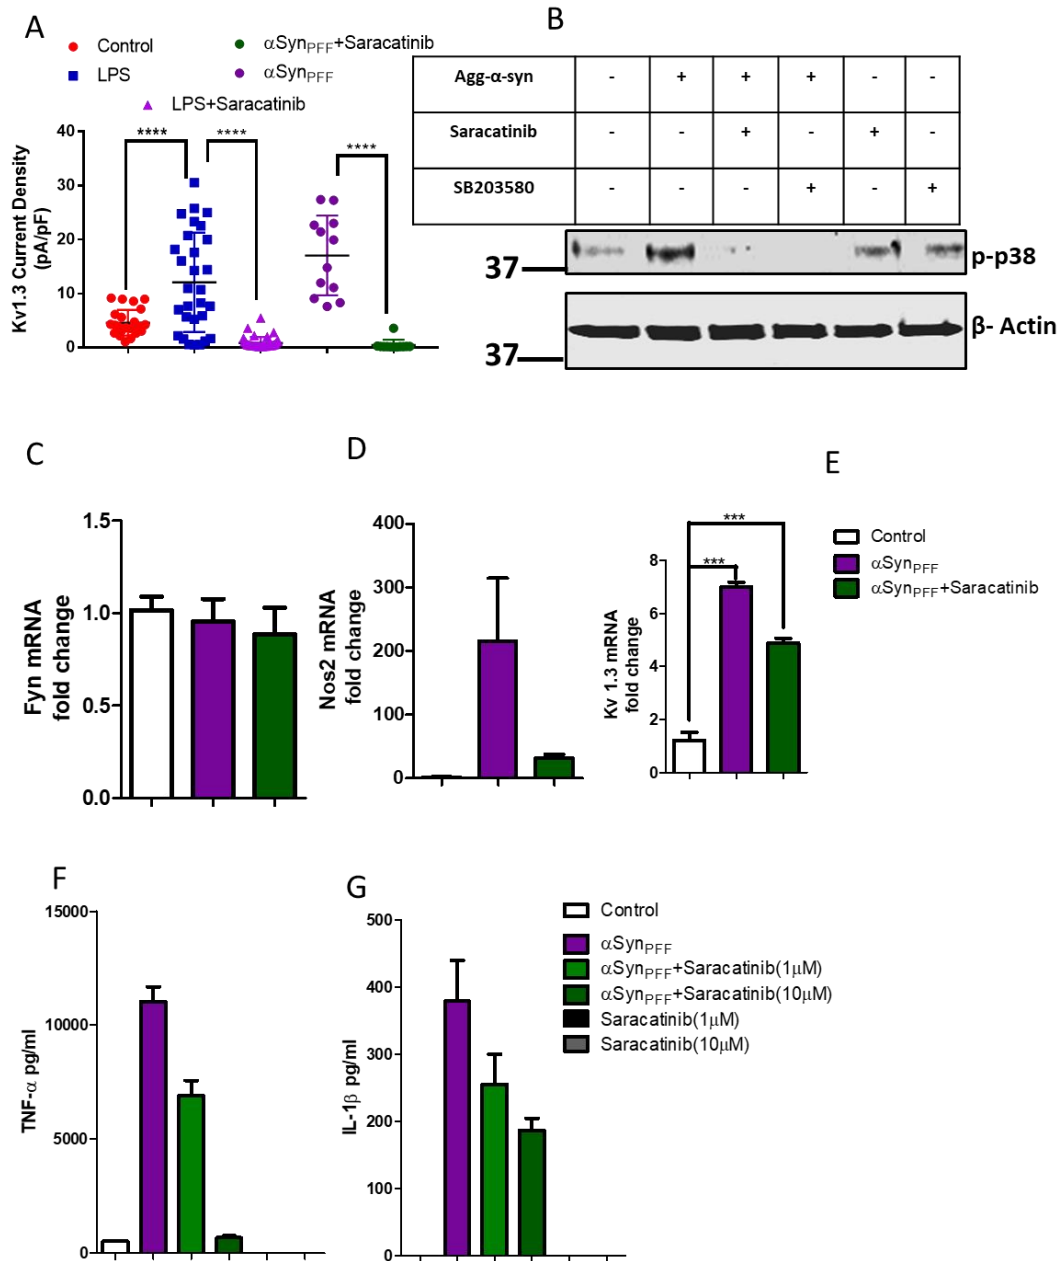 A
B
Control
αSynPFF+Saracatinib
LPS
αSynPFF
LPS+Saracatinib
Kv1.3 Current Density
(pA/pF)
40
30
20
10
0
****
****
****
Agg-α-syn - + + + - -
Saracatinib - - + - + -
SB203580 - - - + - +
37
p-p38
37
β- Actin
C
D
E
Fyn mRNA
fold change
1.5
1.0
0.5
0.0
Nos2 mRNA
fold change
400
300
200
100
0
Kv 1.3 mRNA
fold change
8
6
4
2
0
***
***
Control
αSynPFF
αSynPFF+Saracatinib
F
G
TNF-α pg/ml
15000
10000
5000
0
IL-1β pg/ml
500
400
300
200
100
0
Control
αSynPFF
αSynPFF+Saracatinib(1μM)
αSynPFF+Saracatinib(10μM)
Saracatinib(1μM)
Saracatinib(10μM)